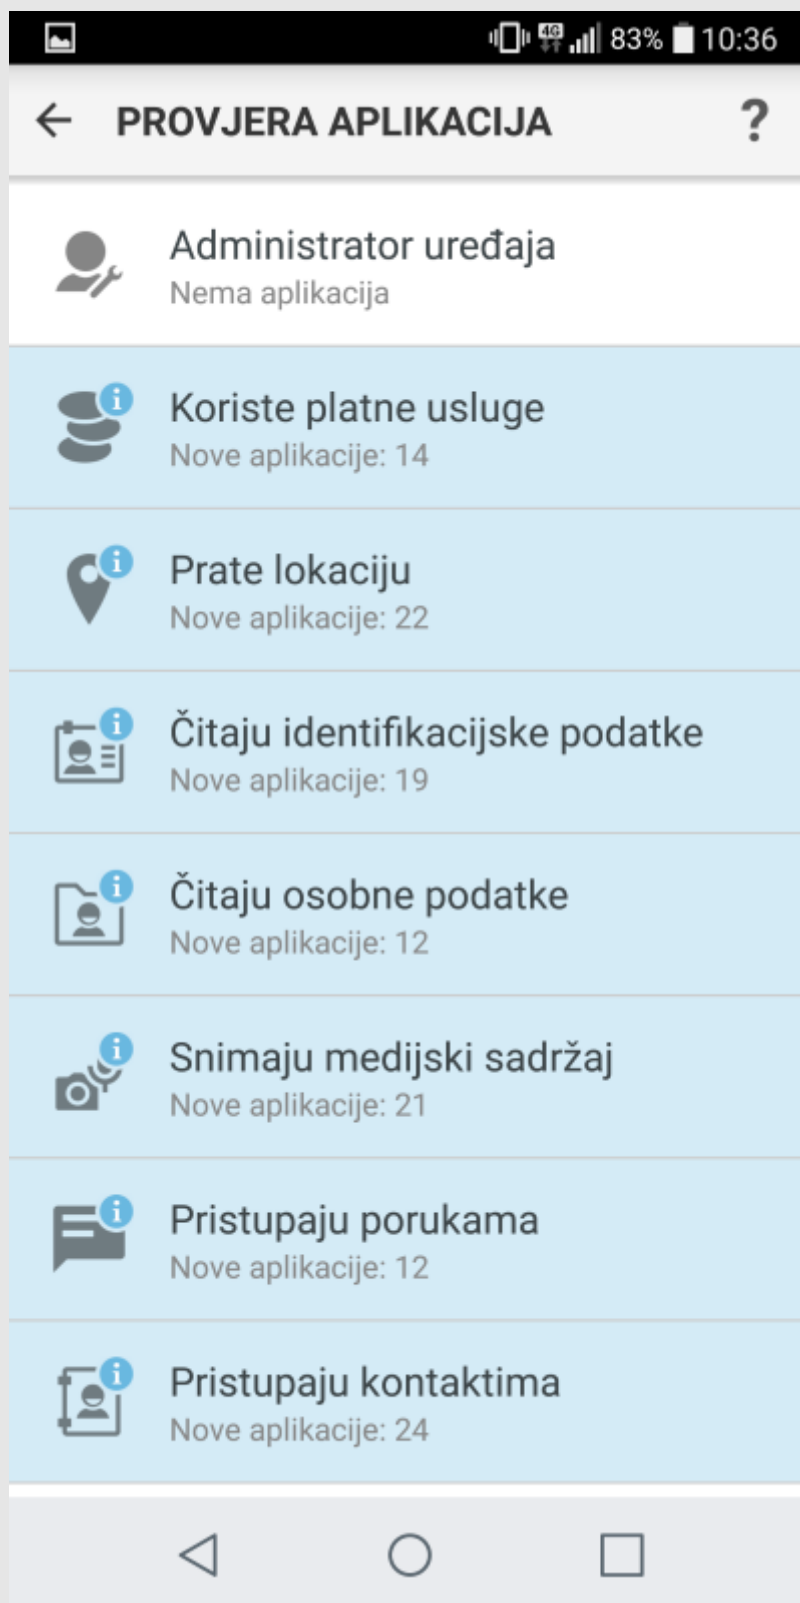 4G 83% 10:36
PROVJERA APLIKACIJA ?
Administrator uređaja
Nema aplikacija
Koriste platne usluge
Nove aplikacije: 14
Prate lokaciju
Nove aplikacije: 22
Čitaju identifikacijske podatke
Nove aplikacije: 19
Čitaju osobne podatke
Nove aplikacije: 12
Snimaju medijski sadržaj
Nove aplikacije: 21
Pristupaju porukama
Nove aplikacije: 12
Pristupaju kontaktima
Nove aplikacije: 24